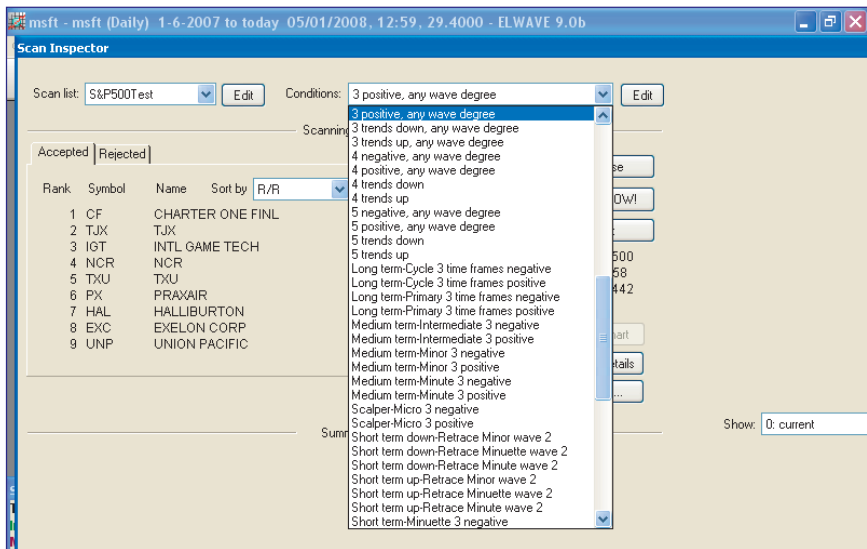 msft - msft (Daily) 1-6-2007 to today 05/01/2008, 12:59, 29.4000 - ELWAVE 9.0b
Scan Inspector
Scan list: S&P500Test Edit Conditions: 3 positive, any wave degree Edit
3 positive, any wave degree
3 trends down, any wave degree
3 trends up, any wave degree
4 negative, any wave degree
4 positive, any wave degree
4 trends down
4 trends up
5 negative, any wave degree
5 positive, any wave degree
5 trends down
5 trends up
Long term-Cycle 3 time frames negative
Long term-Cycle 3 time frames positive
Long term-Primary 3 time frames negative
Long term-Primary 3 time frames positive
Medium term-Intermediate 3 negative
Medium term-Intermediate 3 positive
Medium term-Minor 3 negative
Medium term-Minor 3 positive
Medium term-Minute 3 negative
Medium term-Minute 3 positive
Scalper-Micro 3 negative
Scalper-Micro 3 positive
Short term down-Retrace Minor wave 2
Short term down-Retrace Minuette wave 2
Short term down-Retrace Minute wave 2
Short term up-Retrace Minor wave 2
Short term up-Retrace Minuette wave 2
Short term up-Retrace Minute wave 2
Short term-Minuette 3 negative
Scanning
Accepted Rejected
Rank Symbol Name Sort by R/R
1 CF CHARTER ONE FINL
2 TJX TJX
3 IGT INTL GAME TECH
4 NCR NCR
5 TXU TXU
6 PX PRAXAIR
7 HAL HALLIBURTON
8 EXC EXELON CORP
9 UNP UNION PACIFIC
se
OW!
500
58
442
hart
etails
...
Summ
Show: 0: current